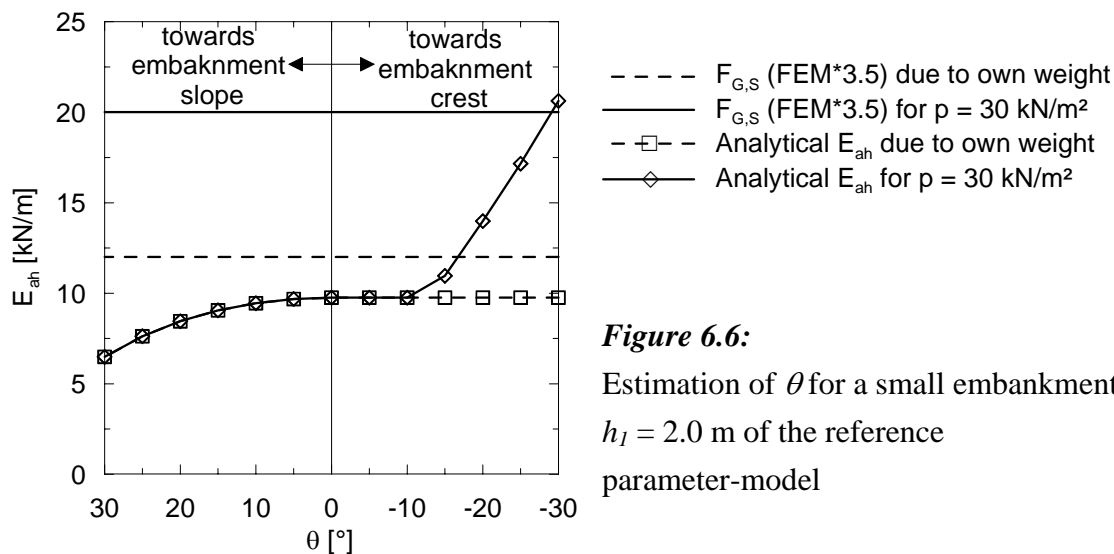 25
20
15
10
5
0
E_ah [kN/m]
towards
embaknment
slope
towards
embaknment
crest
30 20 10 0 -10 -20 -30
θ [°]
F_G,S (FEM*3.5) due to own weight
F_G,S (FEM*3.5) for p = 30 kN/m²
Analytical E_ah due to own weight
Analytical E_ah for p = 30 kN/m²
Figure 6.6:
Estimation of θ for a small embankment
h_1 = 2.0 m of the reference
parameter-model